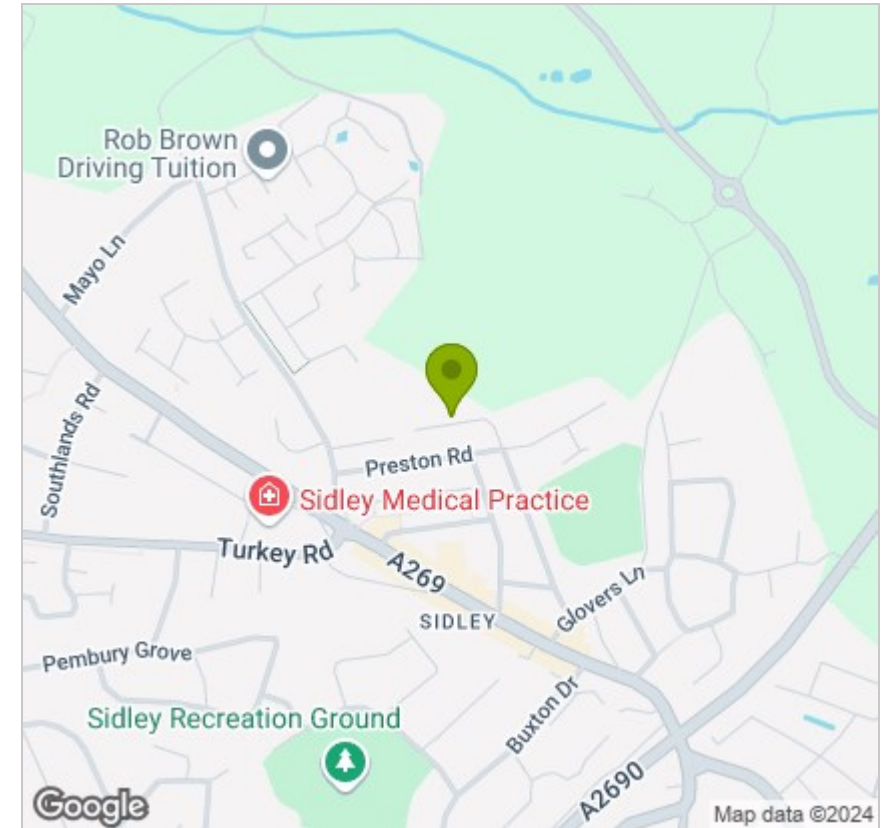 Rob Brown
Driving Tuition
Mayo Ln
Southlands Rd
Preston Rd
Sidley Medical Practice
Turkey Rd
A269
SIDLEY
Glovers Ln
Pembury Grove
Buxton Dr
Sidley Recreation Ground
A2690
Google
Map data ©2024